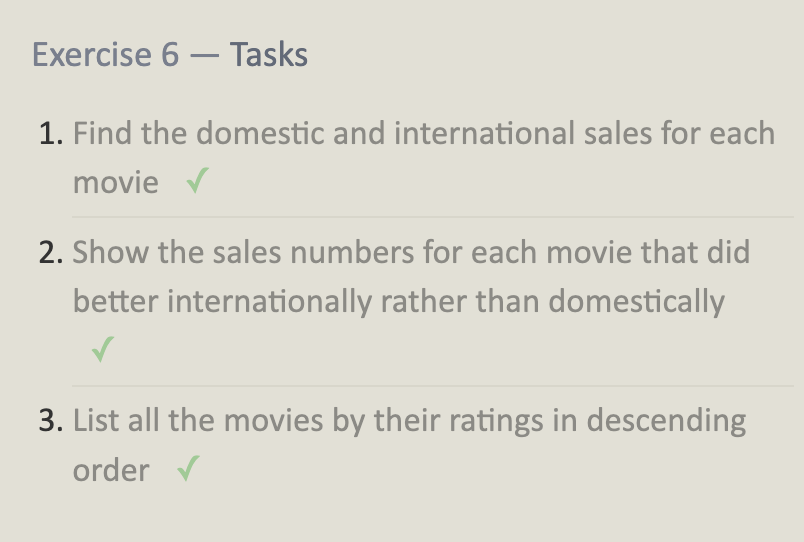 Exercise 6 — Tasks
1. Find the domestic and international sales for each
movie ✓
2. Show the sales numbers for each movie that did
better internationally rather than domestically
✓
3. List all the movies by their ratings in descending
order ✓